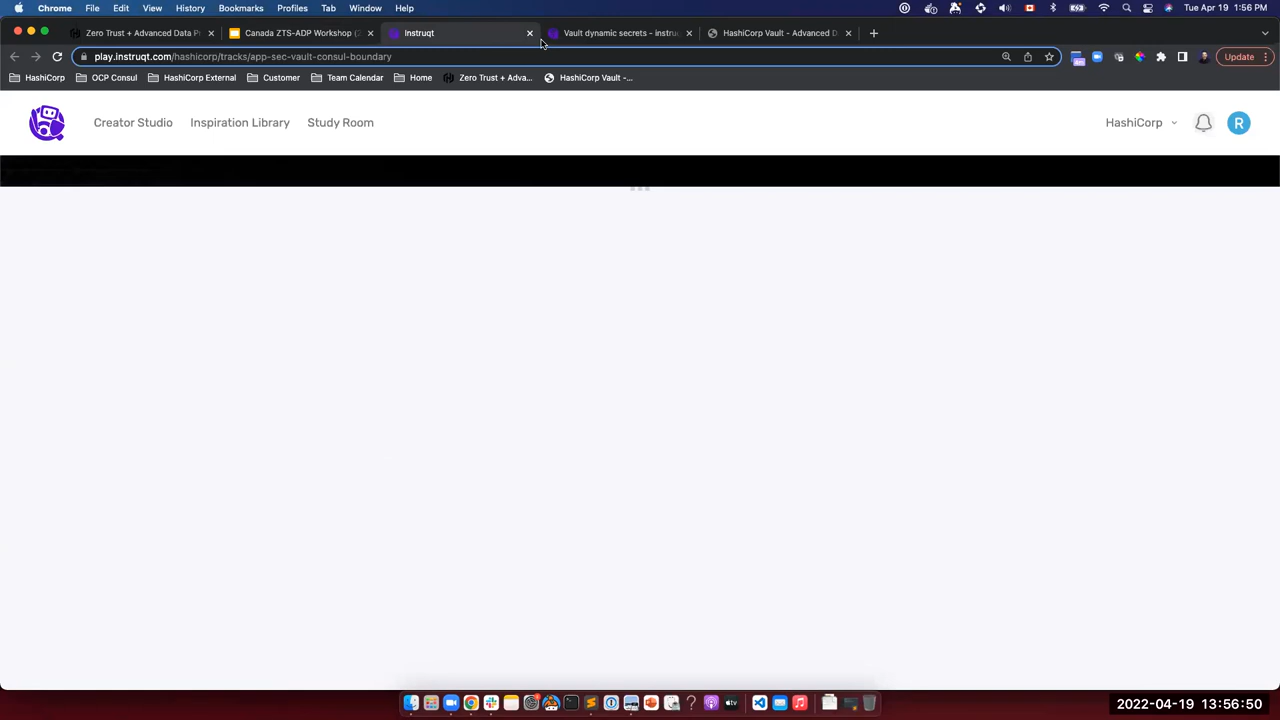 Chrome File Edit View History Bookmarks Profiles Tab Window Help Tue Apr 19 1:56 PM
Zero Trust + Advanced Data P Canada ZTS-ADP Workshop (2 Instruqt Vault dynamic secrets - instru HashiCorp Vault - Advanced D
play.instruqt.com/hashicorp/tracks/app-sec-vault-consul-boundary Update
HashiCorp OCP Consul HashiCorp External Customer Team Calendar Home Zero Trust + Adva... HashiCorp Vault -...
Creator Studio Inspiration Library Study Room HashiCorp R
2022-04-19 13:56:50